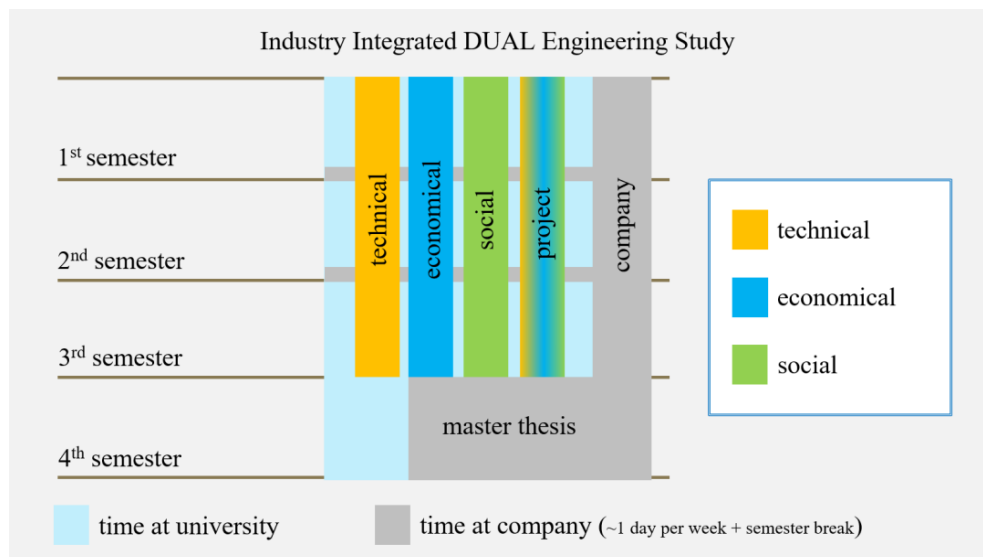 Industry Integrated DUAL Engineering Study
1st semester
2nd semester
3rd semester
4th semester
technical
economical
social
project
company
master thesis
technical
economical
social
time at university
time at company (~1 day per week + semester break)